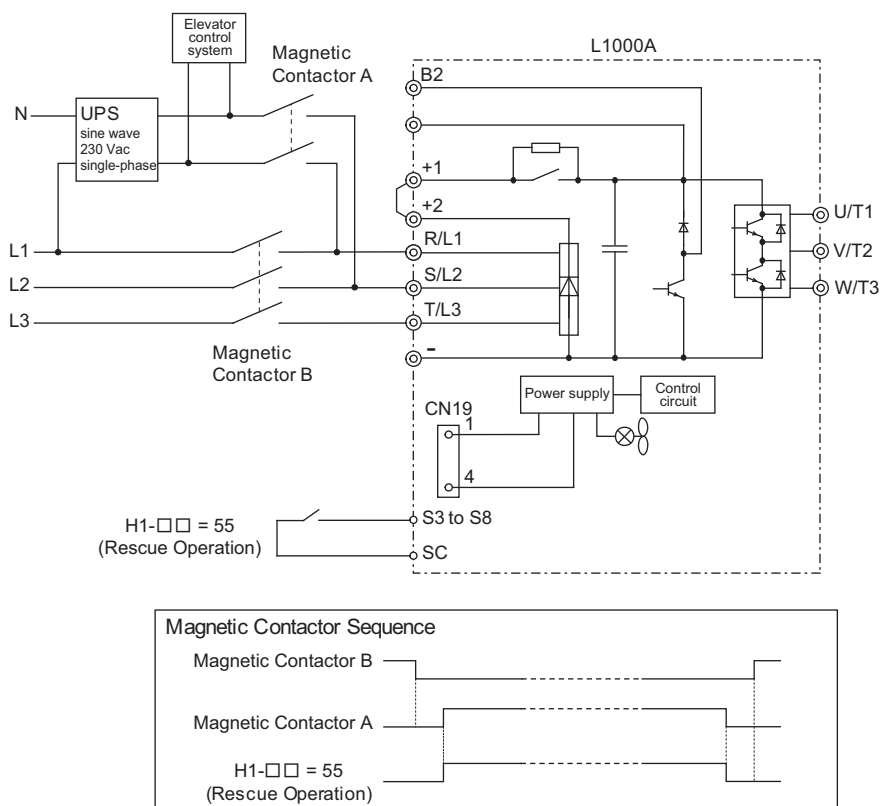 Elevator
control
system
Magnetic
Contactor A
L1000A
B2
N
UPS
sine wave
230 Vac
single-phase
+1
+2
U/T1
L1
R/L1
V/T2
L2
S/L2
W/T3
L3
T/L3
-
Magnetic
Contactor B
Power supply
Control
circuit
CN19
1
4
H1-□□ = 55
(Rescue Operation)
S3 to S8
SC
Magnetic Contactor Sequence
Magnetic Contactor B
Magnetic Contactor A
H1-□□ = 55
(Rescue Operation)